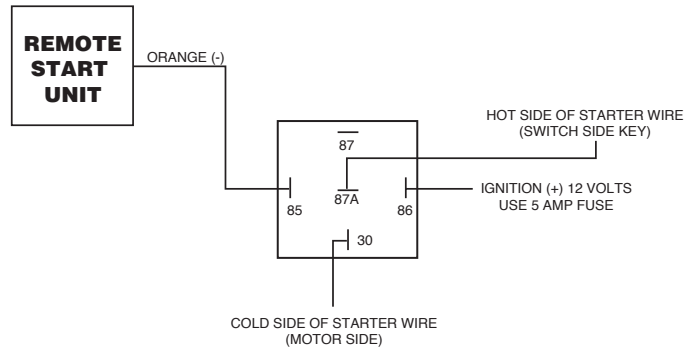 REMOTE
START
UNIT
ORANGE (-)
HOT SIDE OF STARTER WIRE
(SWITCH SIDE KEY)
87
87A
85
86
IGNITION (+) 12 VOLTS
USE 5 AMP FUSE
30
COLD SIDE OF STARTER WIRE
(MOTOR SIDE)